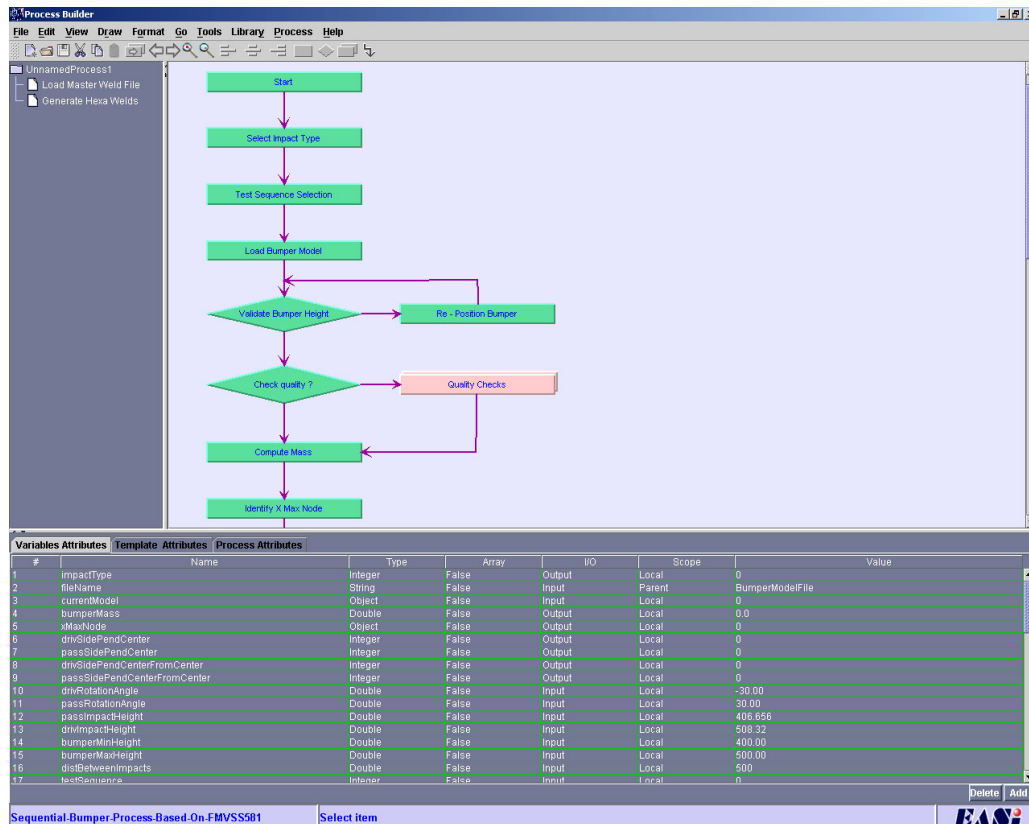 Process Builder
File Edit View Draw Format Go Tools Library Process Help
UnnamedProcess1
Load Master Weld File
Generate Hexa Welds
Start
Select Impact Type
Test Sequence Selection
Load Bumper Model
Validate Bumper Height
Re - Position Bumper
Check quality ?
Quality Checks
Compute Mass
Identify X Max Node
Variables Attributes Template Attributes Process Attributes
# Name Type Array I/O Scope Value
1 impactType Integer False Output Local 0
2 fileName String False Input Parent BumperModelFile
3 currentModel Object False Output Local 0
4 bumperMass Double False Output Local 0.0
5 xMaxNode Object False Output Local 0
6 drivSidePendCenter Integer False Output Local 0
7 passSidePendCenter Integer False Output Local 0
8 drivSidePendCenterFromCenter Integer False Output Local 0
9 passSidePendCenterFromCenter Integer False Output Local 0
10 drivRotationAngle Double False Input Local -30.00
11 passRotationAngle Double False Input Local 30.00
12 passImpactHeight Double False Input Local 406.656
13 drivImpactHeight Double False Input Local 508.32
14 bumperMinHeight Double False Input Local 400.00
15 bumperMaxHeight Double False Input Local 500.00
16 distBetweenImpacts Double False Input Local 500
17 testSequence Integer False Input Local 0
Delete Add
Sequential-Bumper-Process-Based-On-FMVSS581 Select item EASi